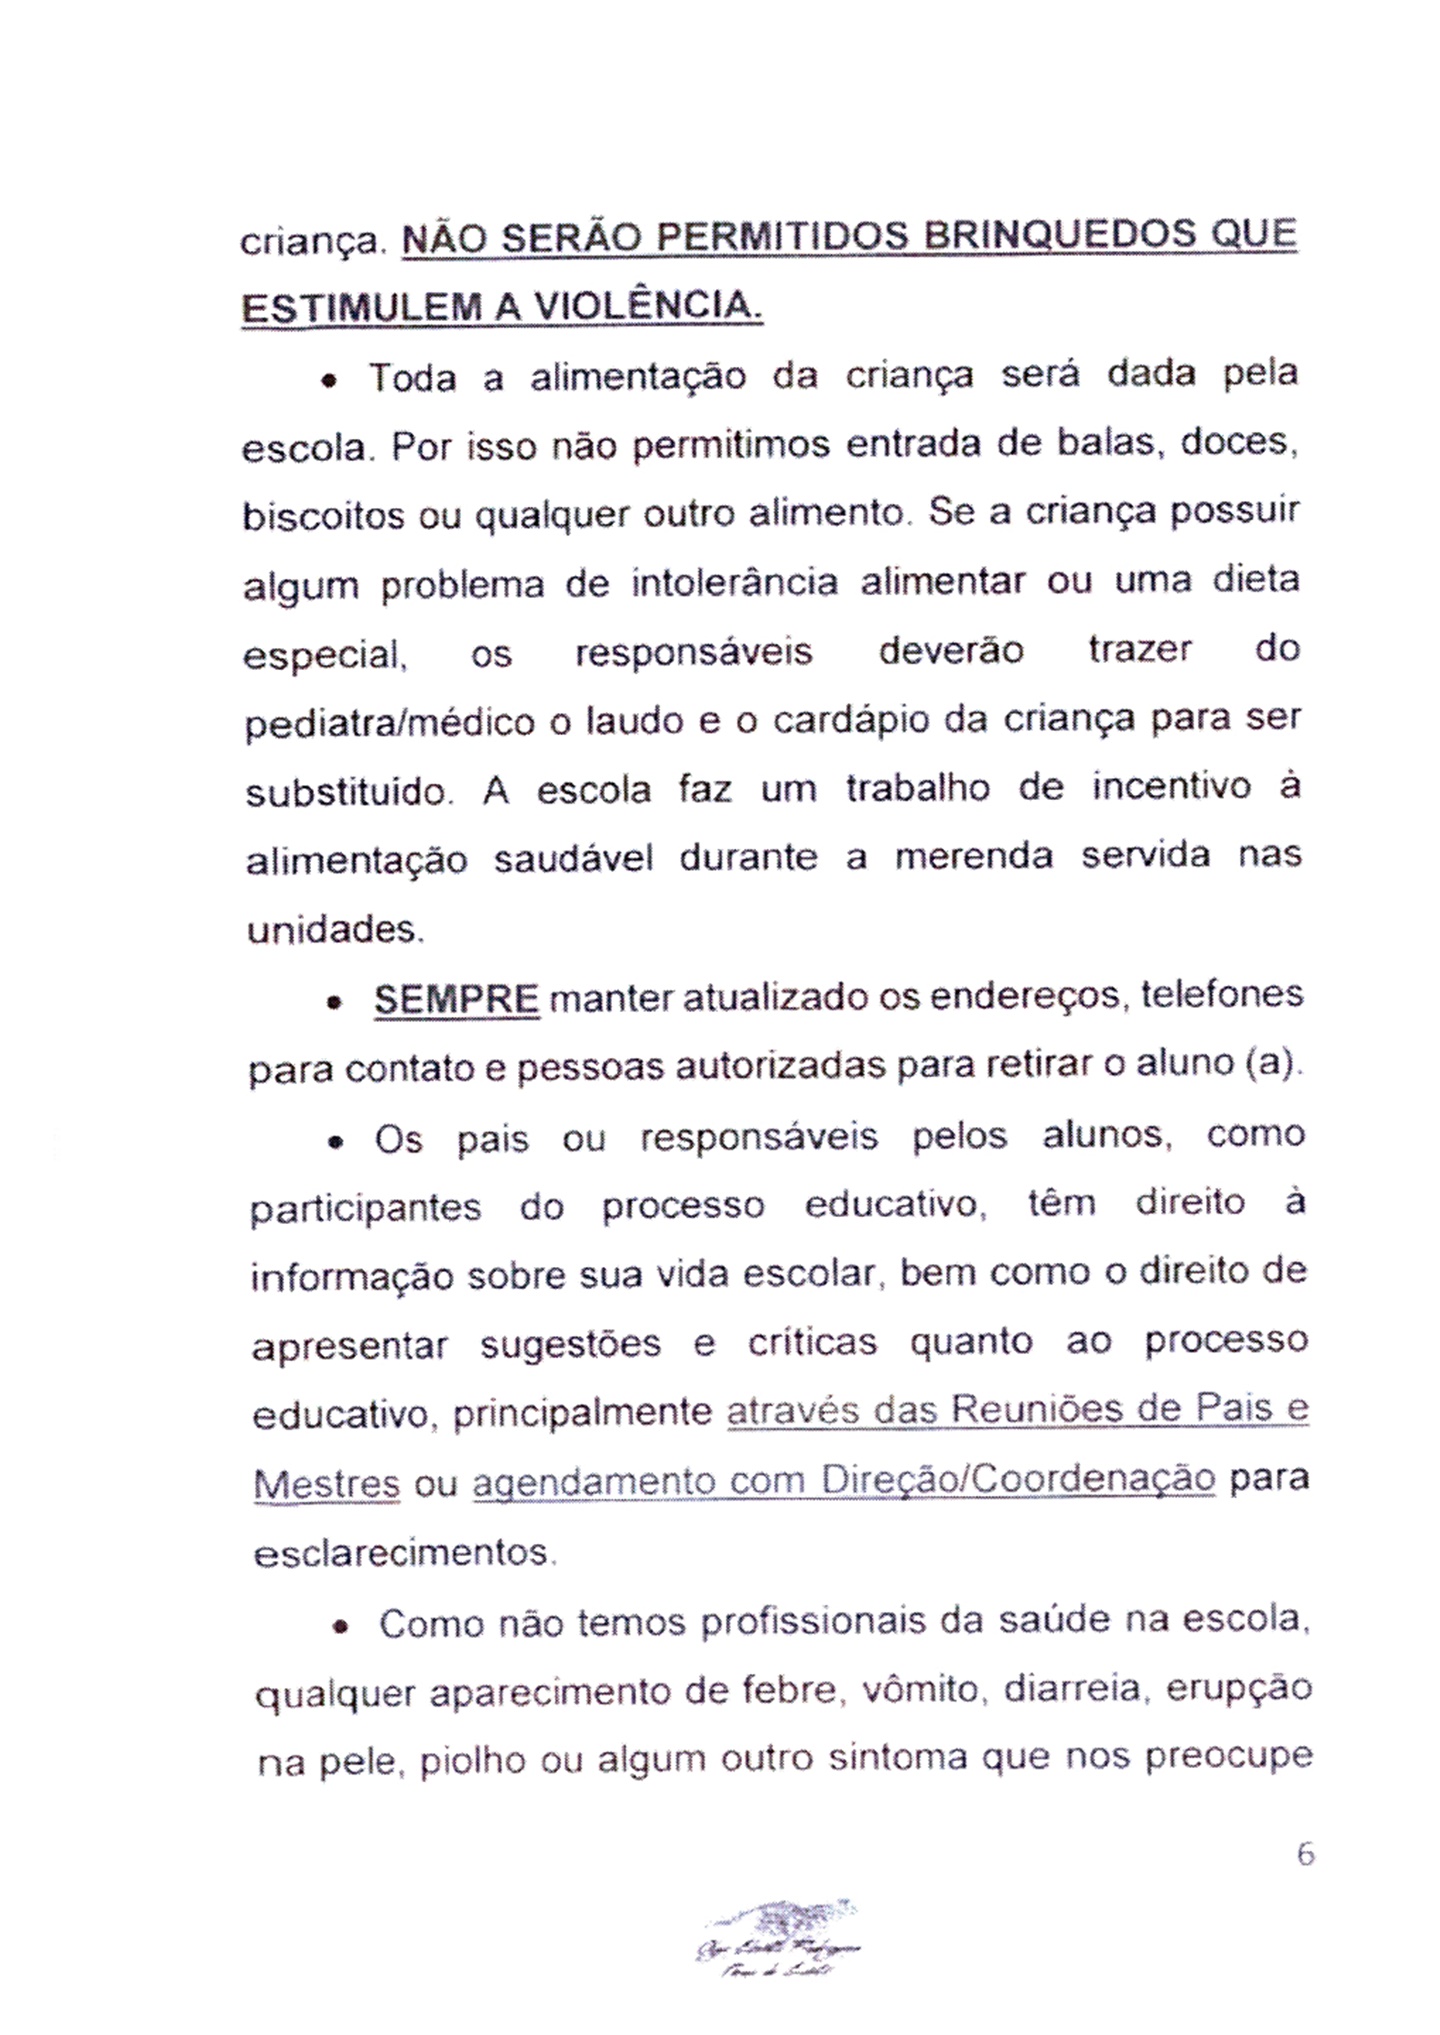 criança. NÃO SERÃO PERMITIDOS BRINQUEDOS QUE
ESTIMULEM A VIOLÊNCIA.
• Toda a alimentação da criança será dada pela
escola. Por isso não permitimos entrada de balas, doces,
biscoitos ou qualquer outro alimento. Se a criança possuir
algum problema de intolerância alimentar ou uma dieta
especial, os responsáveis deverão trazer do
pediatra/médico o laudo e o cardápio da criança para ser
substituído. A escola faz um trabalho de incentivo à
alimentação saudável durante a merenda servida nas
unidades.
• SEMPRE manter atualizado os endereços, telefones
para contato e pessoas autorizadas para retirar o aluno (a).
• Os pais ou responsáveis pelos alunos, como
participantes do processo educativo, têm direito à
informação sobre sua vida escolar, bem como o direito de
apresentar sugestões e críticas quanto ao processo
educativo, principalmente através das Reuniões de Pais e
Mestres ou agendamento com Direção/Coordenação para
esclarecimentos.
• Como não temos profissionais da saúde na escola,
qualquer aparecimento de febre, vômito, diarreia, erupção
na pele, piolho ou algum outro sintoma que nos preocupe
6